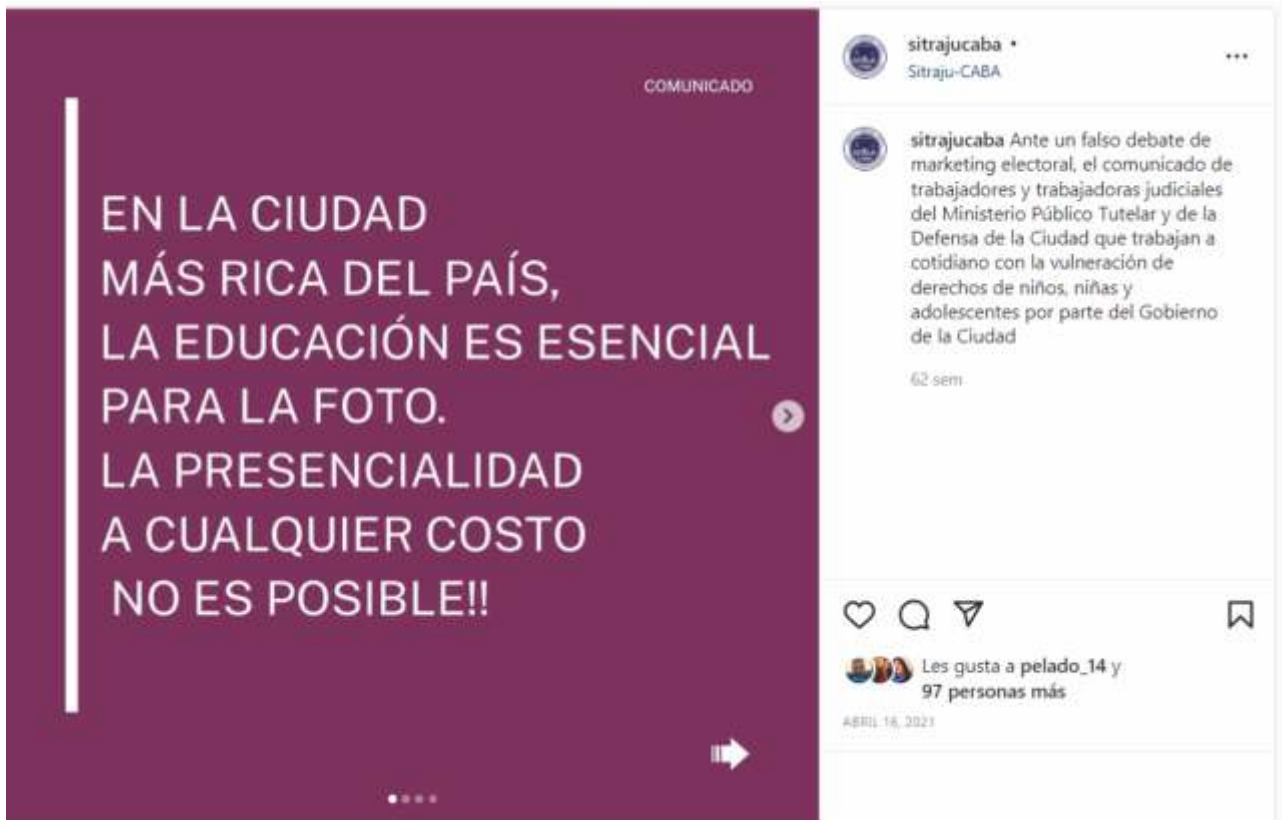 COMUNICADO
EN LA CIUDAD
MÁS RICA DEL PAÍS,
LA EDUCACIÓN ES ESENCIAL
PARA LA FOTO.
LA PRESENCIALIDAD
A CUALQUIER COSTO
NO ES POSIBLE!!
sitrajucaba •
Sitraju-CABA
sitrajucaba Ante un falso debate de
marketing electoral, el comunicado de
trabajadores y trabajadoras judiciales
del Ministerio Público Tutelar y de la
Defensa de la Ciudad que trabajan a
cotidiano con la vulneración de
derechos de niños, niñas y
adolescentes por parte del Gobierno
de la Ciudad
62 sem
Les gusta a pelado_14 y
97 personas más
ABRIL 16, 2021